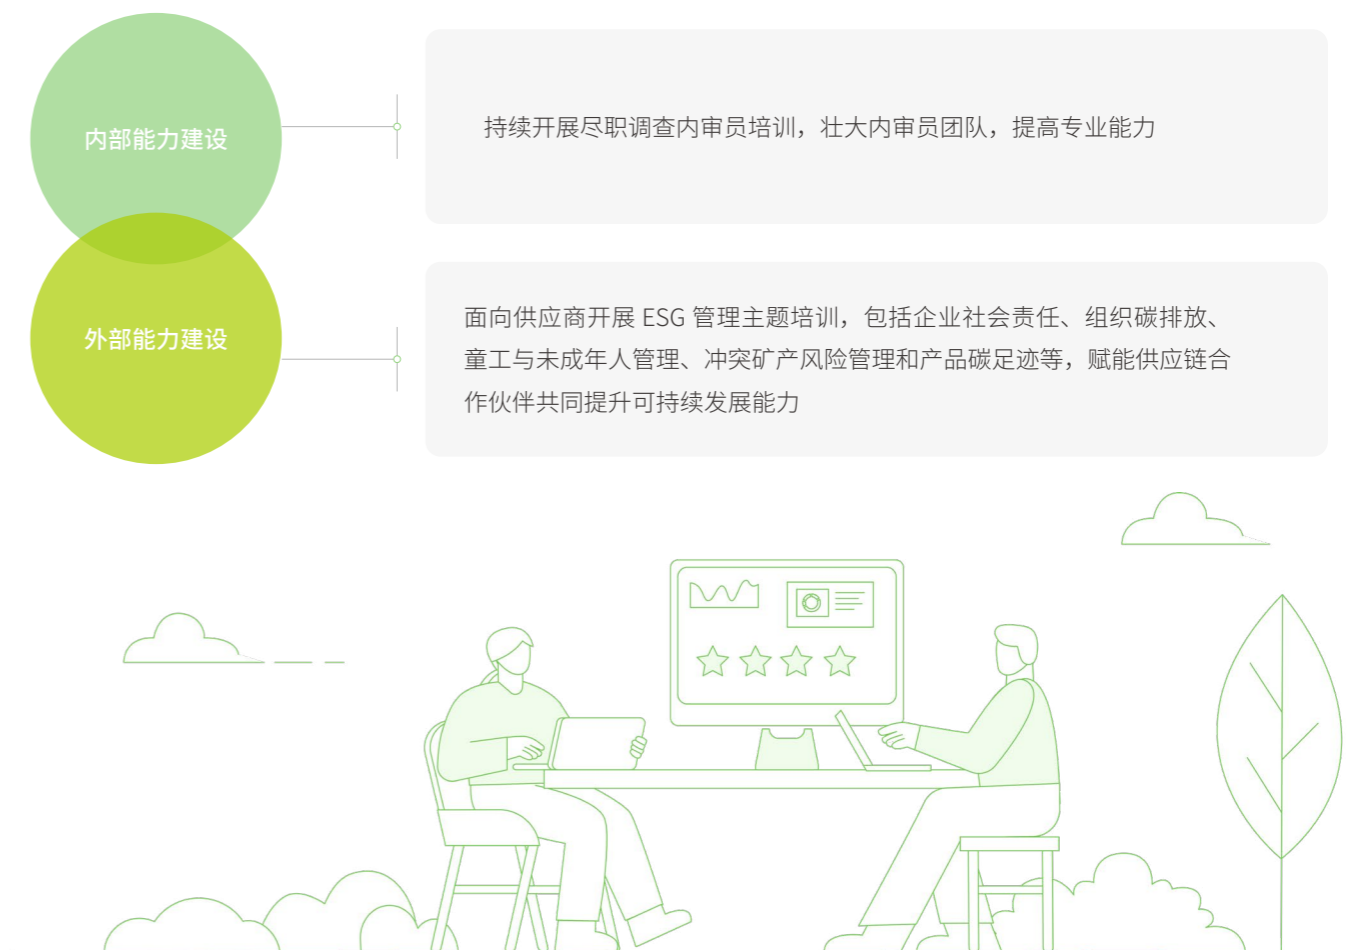 内部能力建设
持续开展尽职调查内审员培训，壮大内审员团队，提高专业能力
外部能力建设
面向供应商开展 ESG 管理主题培训，包括企业社会责任、组织碳排放、
童工与未成年人管理、冲突矿产风险管理和产品碳足迹等，赋能供应链合
作伙伴共同提升可持续发展能力